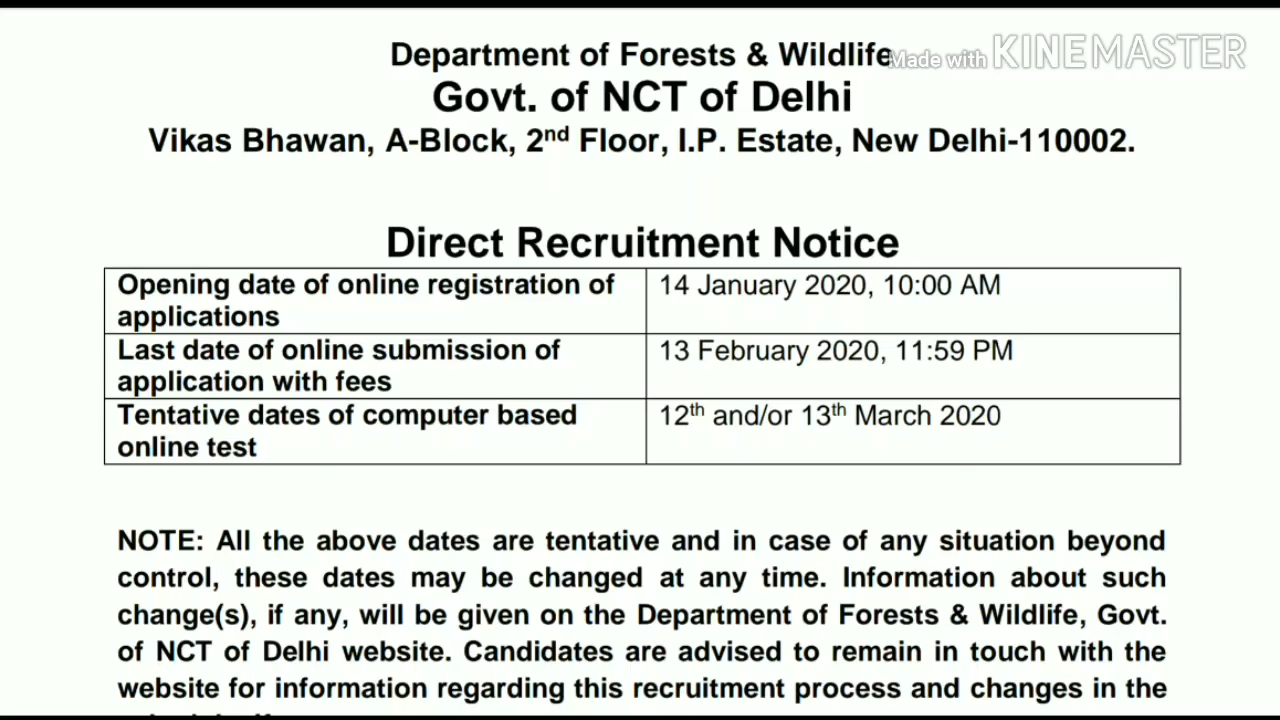 Department of Forests & Wildlife
Made with KINEMASTER
Govt. of NCT of Delhi
Vikas Bhawan, A-Block, 2nd Floor, I.P. Estate, New Delhi-110002.
Direct Recruitment Notice
Opening date of online registration of applications
14 January 2020, 10:00 AM
Last date of online submission of application with fees
13 February 2020, 11:59 PM
Tentative dates of computer based online test
12th and/or 13th March 2020
NOTE: All the above dates are tentative and in case of any situation beyond
control, these dates may be changed at any time. Information about such
change(s), if any, will be given on the Department of Forests & Wildlife, Govt.
of NCT of Delhi website. Candidates are advised to remain in touch with the
website for information regarding this recruitment process and changes in the